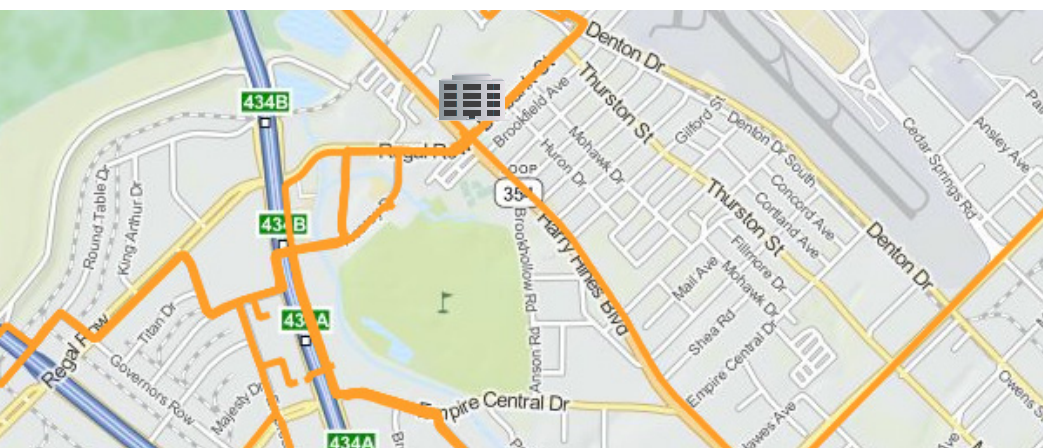 Denton Dr
434B
Thurston St
Brookfield Ave
Gilford St
Denton Dr South
Cedar Springs Rd
Ansley Ave
Mohawk Dr
Huron Dr
Regal Row
LOOP
354
Round Table Dr
King Arthur Dr
Thurston St
Concord Ave
Cortland Ave
434B
Brookhollow Rd
Harry Hines Blvd
Fillmore Dr
Denton Dr
Mail Ave
Mohawk Dr
434A
Titan Dr
Regal Row
Shea Rd
Anson Rd
Empire Central Dr
Governors Row
Majesty Dr
Empire Central Dr
Owens
434A